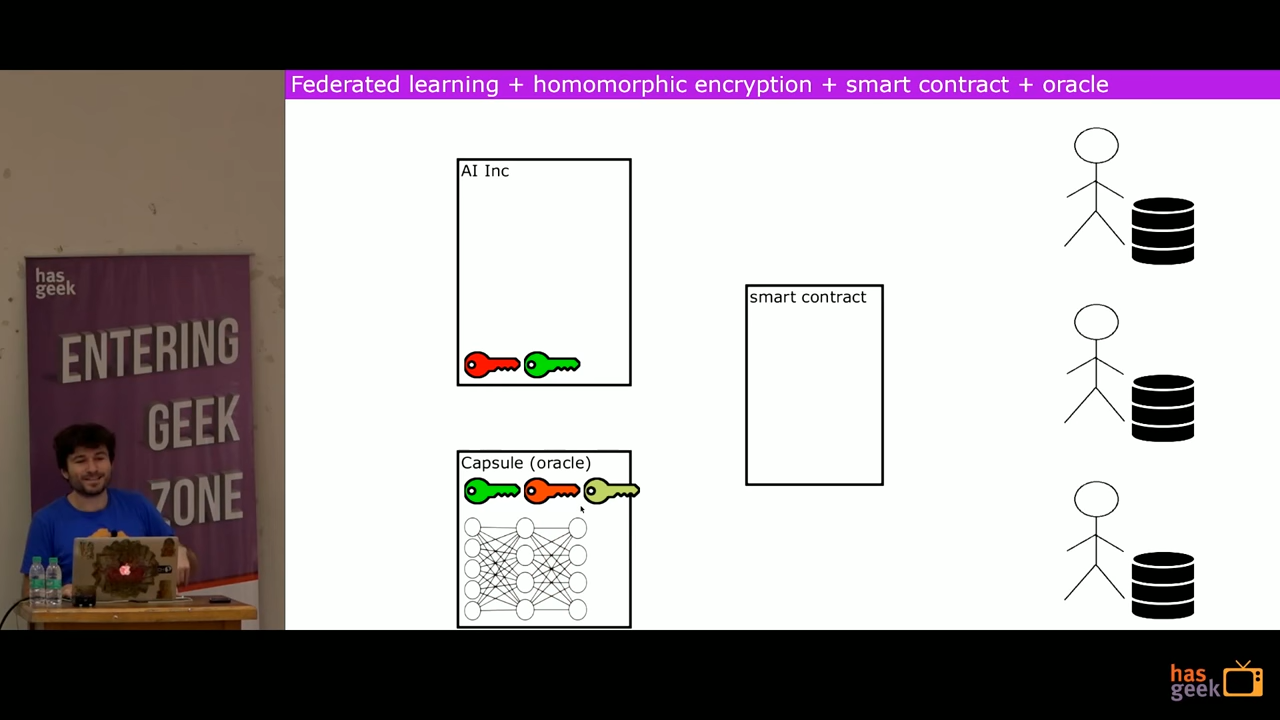 Federated learning + homomorphic encryption + smart contract + oracle
has
geek
ENTERING
GEEK
ZONE
AI Inc
smart contract
Capsule (oracle)
has
geek